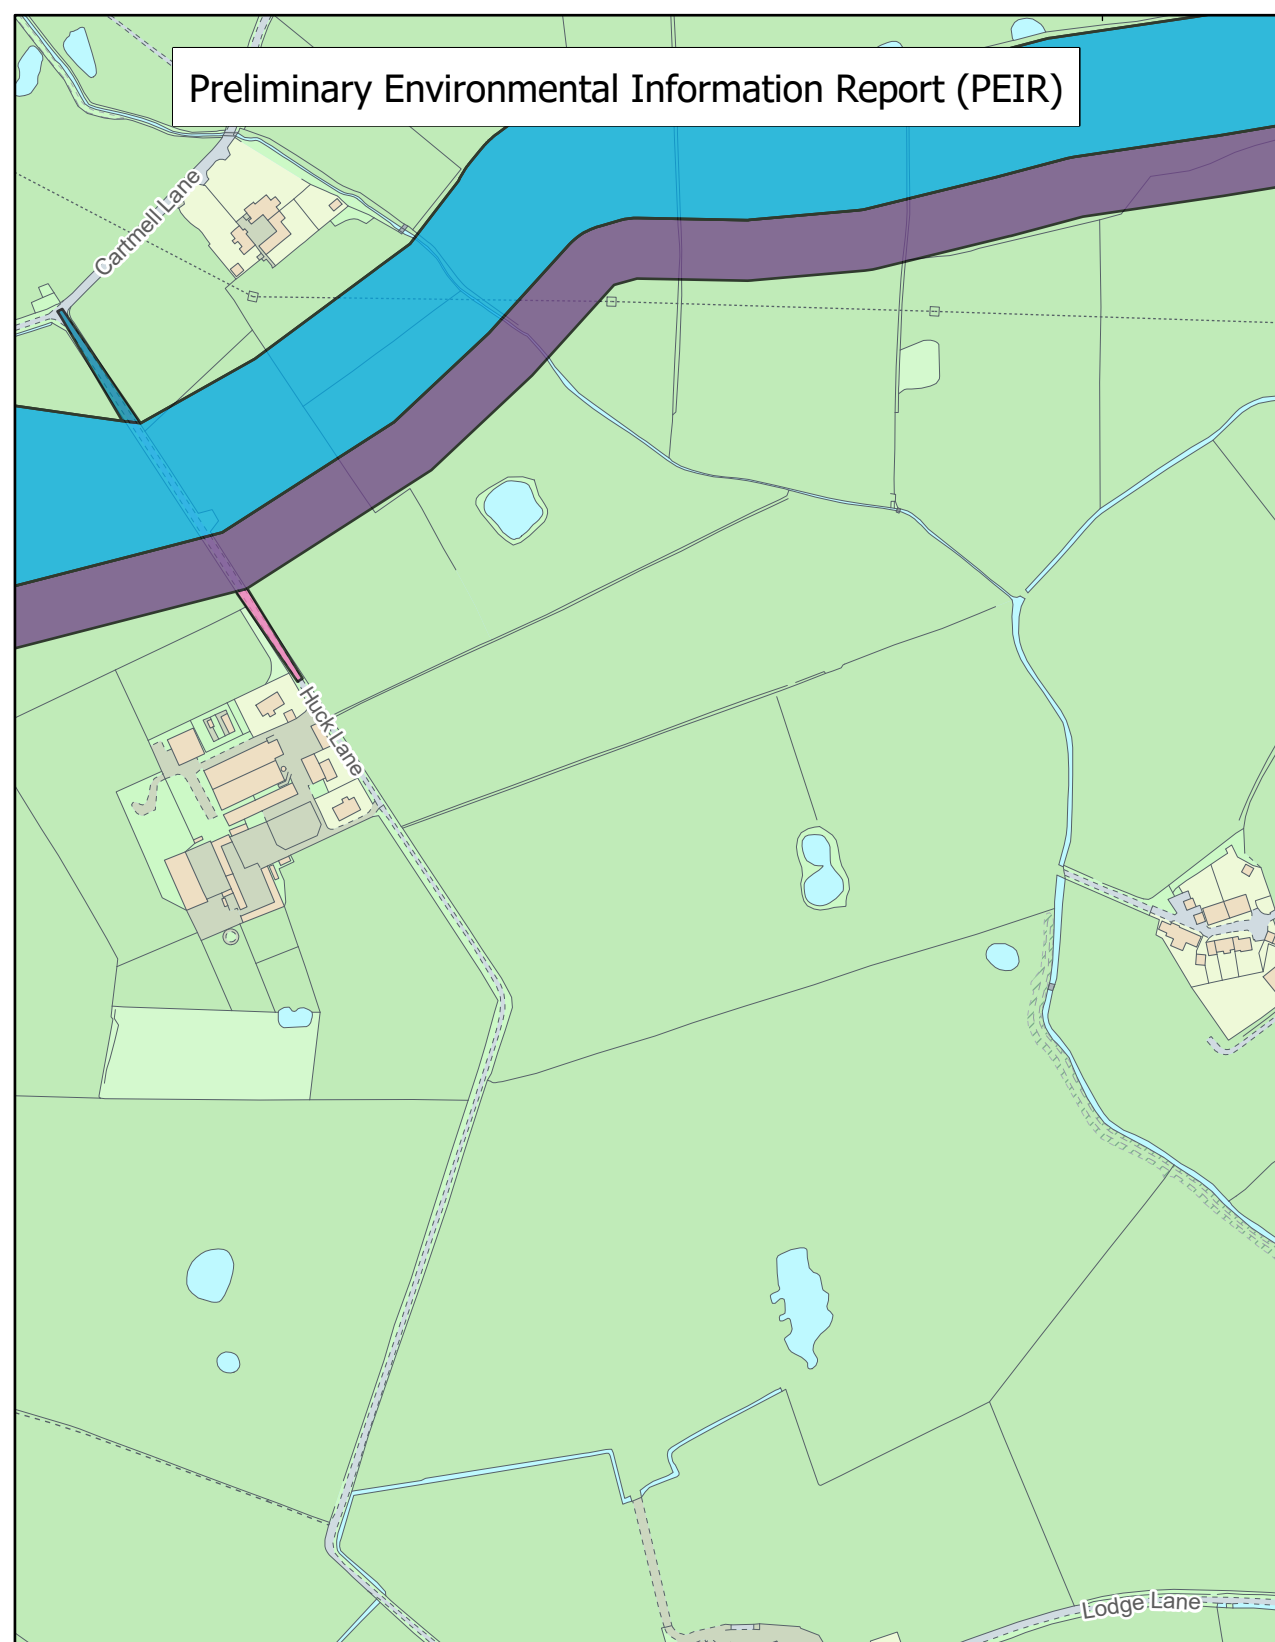 Preliminary Environmental Information Report (PEIR)
Cartmell Lane
Huck Lane
Lodge Lane